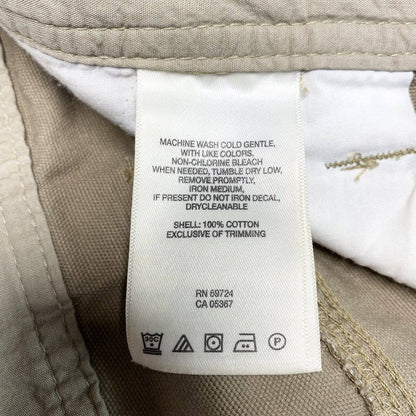 MACHINE WASH COLD GENTLE,
WITH LIKE COLORS,
NON-CHLORINE BLEACH
WHEN NEEDED, TUMBLE DRY LOW,
REMOVE PROMPTLY,
IRON MEDIUM,
IF PRESENT DO NOT IRON DECAL,
DRYCLEANABLE
SHELL: 100% COTTON
EXCLUSIVE OF TRIMMING
RN 69724
CA 05367
30C P